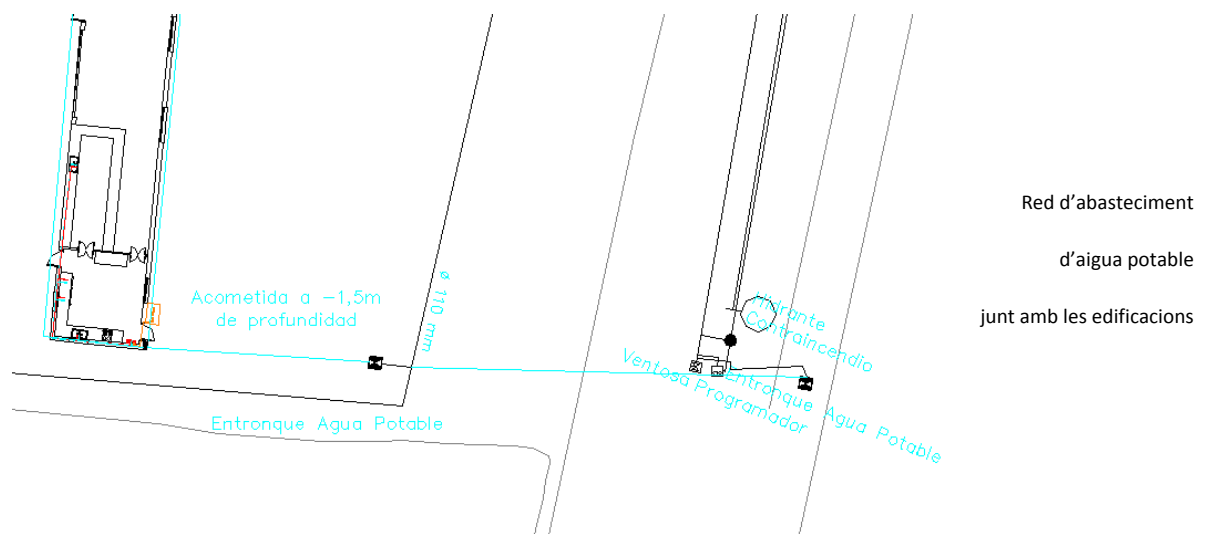 Acometida a -1,5m
de profundidad
ø 110 mm
Entronque Agua Potable
Hidrante
Contraincendio
Ventosa Programador
Entronque Agua Potable
Red d'abasteciment
d'aigua potable
junt amb les edificacions